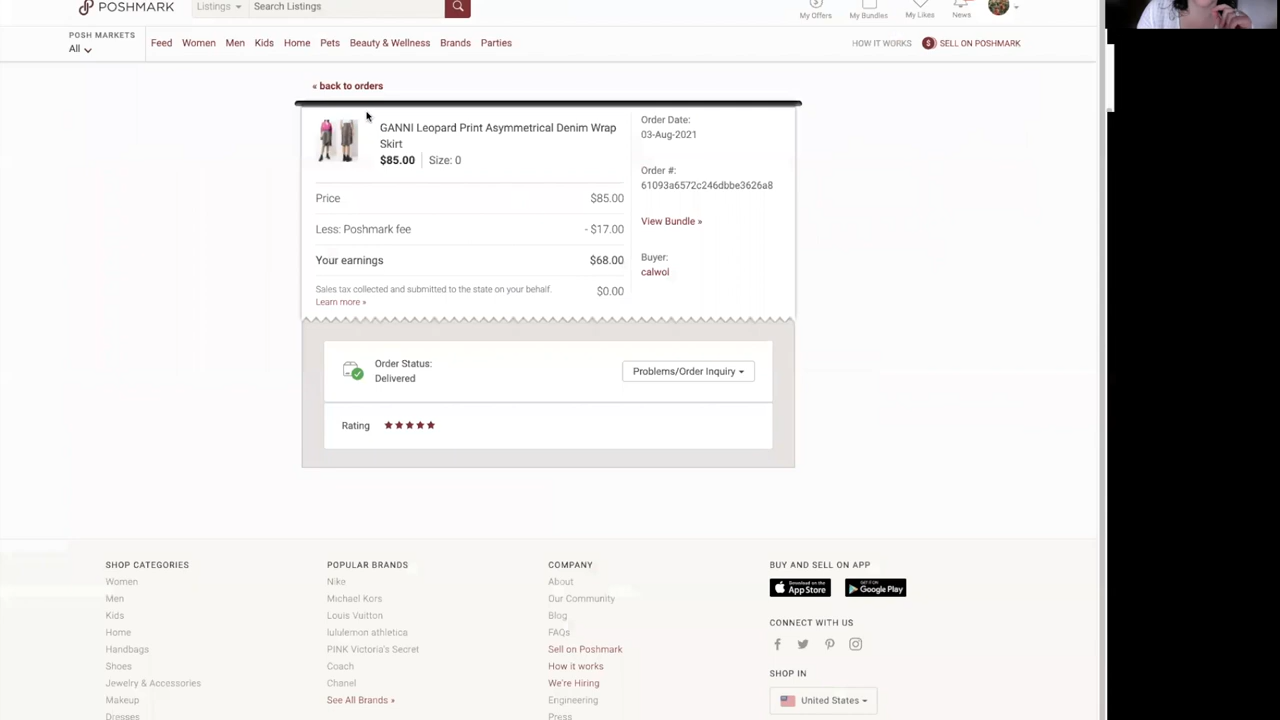 POSHMARK
Listings
Search Listings
My Offers
My Bundles
My Likes
News
POSH MARKETS
All
Feed
Women
Men
Kids
Home
Pets
Beauty & Wellness
Brands
Parties
HOW IT WORKS
$ SELL ON POSHMARK
« back to orders
GANNI Leopard Print Asymmetrical Denim Wrap
Skirt
$85.00
Size: 0
Price $85.00
Less: Poshmark fee - $17.00
Your earnings $68.00
Sales tax collected and submitted to the state on your behalf. $0.00
Learn more »
Order Date:
03-Aug-2021
Order #:
61093a6572c246dbbe3626a8
View Bundle »
Buyer:
calwol
Order Status:
Delivered
Problems/Order Inquiry
Rating
SHOP CATEGORIES
Women
Men
Kids
Home
Handbags
Shoes
Jewelry & Accessories
Makeup
Dresses
POPULAR BRANDS
Nike
Michael Kors
Louis Vuitton
lululemon athletica
PINK Victoria's Secret
Coach
Chanel
See All Brands »
COMPANY
About
Our Community
Blog
FAQs
Sell on Poshmark
How it works
We're Hiring
Engineering
Press
BUY AND SELL ON APP
Download on the
App Store
GET IT ON
Google Play
CONNECT WITH US
SHOP IN
United States